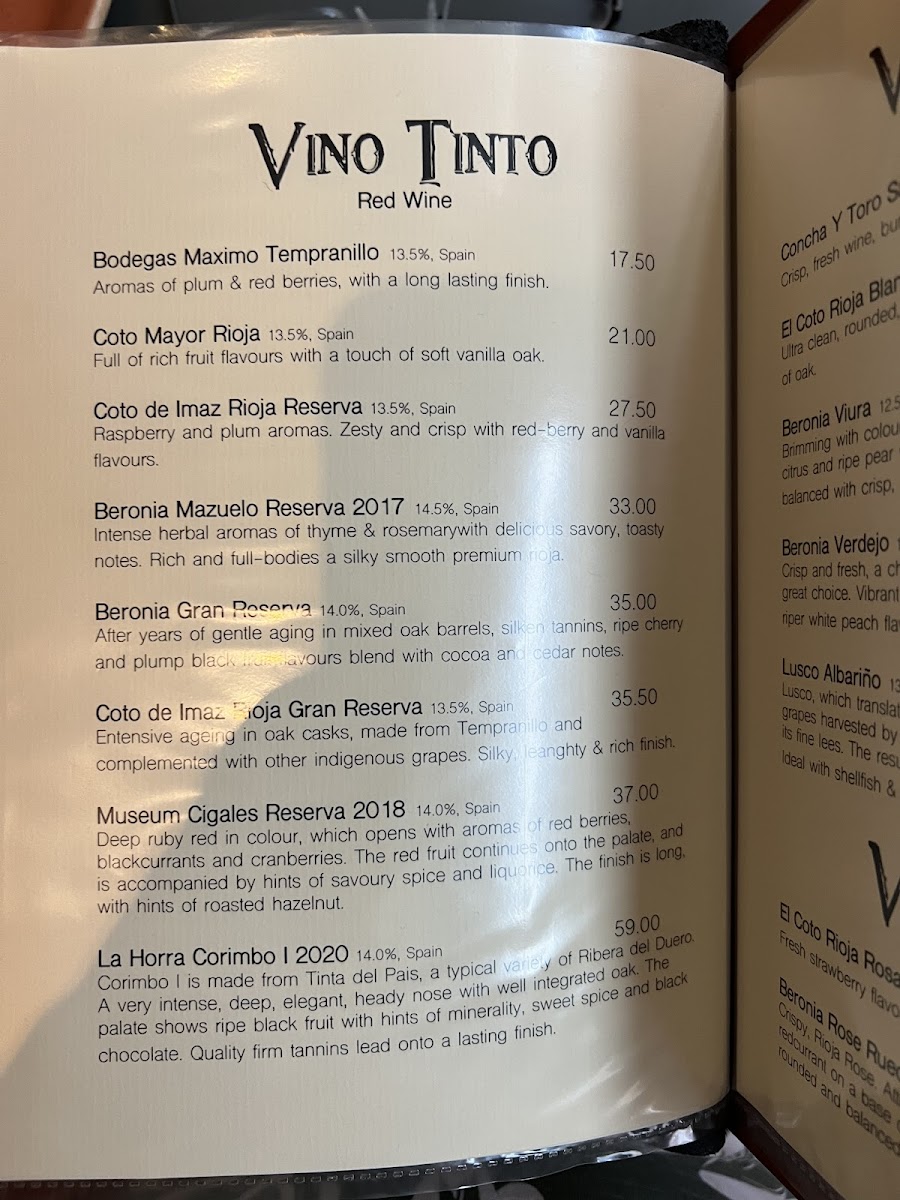 VINO TINTO
Red Wine
Bodegas Maximo Tempranillo 13.5%, Spain 17.50
Aromas of plum & red berries, with a long lasting finish.
Coto Mayor Rioja 13.5%, Spain 21.00
Full of rich fruit flavours with a touch of soft vanilla oak.
Coto de Imaz Rioja Reserva 13.5%, Spain 27.50
Raspberry and plum aromas. Zesty and crisp with red-berry and vanilla
flavours.
Beronia Mazuelo Reserva 2017 14.5%, Spain 33.00
Intense herbal aromas of thyme & rosemarywith delicious savory, toasty
notes. Rich and full-bodies a silky smooth premium rioja.
Beronia Gran Reserva 14.0%, Spain 35.00
After years of gentle aging in mixed oak barrels, silken tannins, ripe cherry
and plump black fruit flavours blend with cocoa and cedar notes.
Coto de Imaz Rioja Gran Reserva 13.5%, Spain 35.50
Entensive ageing in oak casks, made from Tempranillo and
complemented with other indigenous grapes. Silky, leanghty & rich finish.
Museum Cigales Reserva 2018 14.0%, Spain 37.00
Deep ruby red in colour, which opens with aromas of red berries,
blackcurrants and cranberries. The red fruit continues onto the palate, and
is accompanied by hints of savoury spice and liquorice. The finish is long,
with hints of roasted hazelnut.
La Horra Corimbo I 2020 14.0%, Spain 59.00
Corimbo I is made from Tinta del Pais, a typical variety of Ribera del Duero.
A very intense, deep, elegant, heady nose with well integrated oak. The
palate shows ripe black fruit with hints of minerality, sweet spice and black
chocolate. Quality firm tannins lead onto a lasting finish.
V
Concha Y Toro S
Crisp, fresh wine,
El Coto Rioja Blan
Ultra clean, rounded,
of oak.
Beronia Viura 12.5
Brimming with colou
citrus and ripe pear
balanced with crisp,
Beronia Verdejo
Crisp and fresh, a
great choice. Vibrant
riper white peach fla
Lusco Albariño 13
Lusco, which translat
grapes harvested by
its fine lees. The resu
Ideal with shellfish &
V
El Coto Rioja Rosa
Fresh strawberry flavo
Beronia Rose Rued
Crispy, Rioja Rose.
redcurrant on a base
rounded and balanced